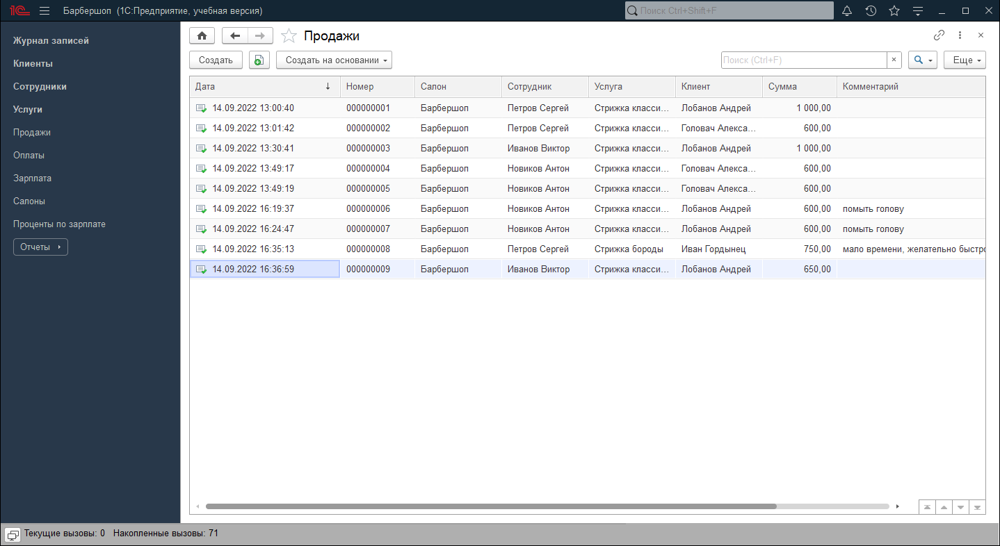 1С Барбершоп (1С:Предприятие, учебная версия) Поиск Ctrl+Shift+F
Журнал записей
Клиенты
Сотрудники
Услуги
Продажи
Оплаты
Зарплата
Салоны
Проценты по зарплате
Отчеты
Продажи
Создать Создать на основании Поиск (Ctrl+F) × Еще
Дата ↓ Номер Салон Сотрудник Услуга Клиент Сумма Комментарий
14.09.2022 13:00:40 000000001 Барбершоп Петров Сергей Стрижка класси... Лобанов Андрей 1 000,00
14.09.2022 13:01:42 000000002 Барбершоп Петров Сергей Стрижка класси... Головач Алекса... 600,00
14.09.2022 13:30:41 000000003 Барбершоп Иванов Виктор Стрижка класси... Лобанов Андрей 1 000,00
14.09.2022 13:49:17 000000004 Барбершоп Новиков Антон Стрижка класси... Головач Алекса... 600,00
14.09.2022 13:49:19 000000005 Барбершоп Новиков Антон Стрижка класси... Головач Алекса... 600,00
14.09.2022 16:19:37 000000006 Барбершоп Новиков Антон Стрижка класси... Лобанов Андрей 600,00 помыть голову
14.09.2022 16:24:47 000000007 Барбершоп Новиков Антон Стрижка класси... Лобанов Андрей 600,00 помыть голову
14.09.2022 16:35:13 000000008 Барбершоп Петров Сергей Стрижка бороды Иван Гордынец 750,00 мало времени, желательно быстро
14.09.2022 16:36:59 000000009 Барбершоп Иванов Виктор Стрижка класси... Лобанов Андрей 650,00
Текущие вызовы: 0 Накопленные вызовы: 71